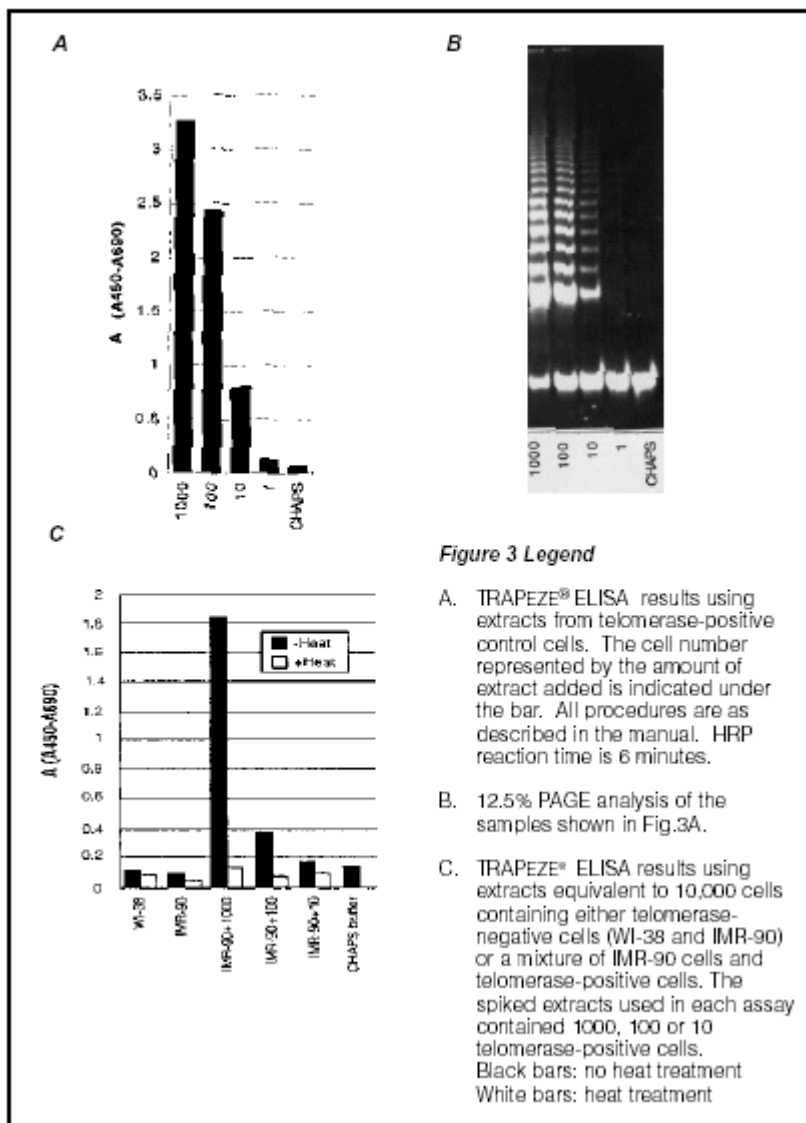 A
B
3.5
3
2.5
2
1.5
1
0.5
0
A (A450-A690)
1000
100
10
1
CHAPS
1000
100
10
1
CHAPS
C
2
1.8
1.6
1.4
1.2
1
0.8
0.6
0.4
0.2
0
A (A450-A690)
-Heat
+Heat
WI-38
IMR-90
IMR-90+1000
IMR-90+100
IMR-90+10
CHAPS buffer
Figure 3 Legend
A. TRAPEZE® ELISA results using
extracts from telomerase-positive
control cells. The cell number
represented by the amount of
extract added is indicated under
the bar. All procedures are as
described in the manual. HRP
reaction time is 6 minutes.
B. 12.5% PAGE analysis of the
samples shown in Fig.3A.
C. TRAPEZE® ELISA results using
extracts equivalent to 10,000 cells
containing either telomerase-
negative cells (WI-38 and IMR-90)
or a mixture of IMR-90 cells and
telomerase-positive cells. The
spiked extracts used in each assay
contained 1000, 100 or 10
telomerase-positive cells.
Black bars: no heat treatment
White bars: heat treatment